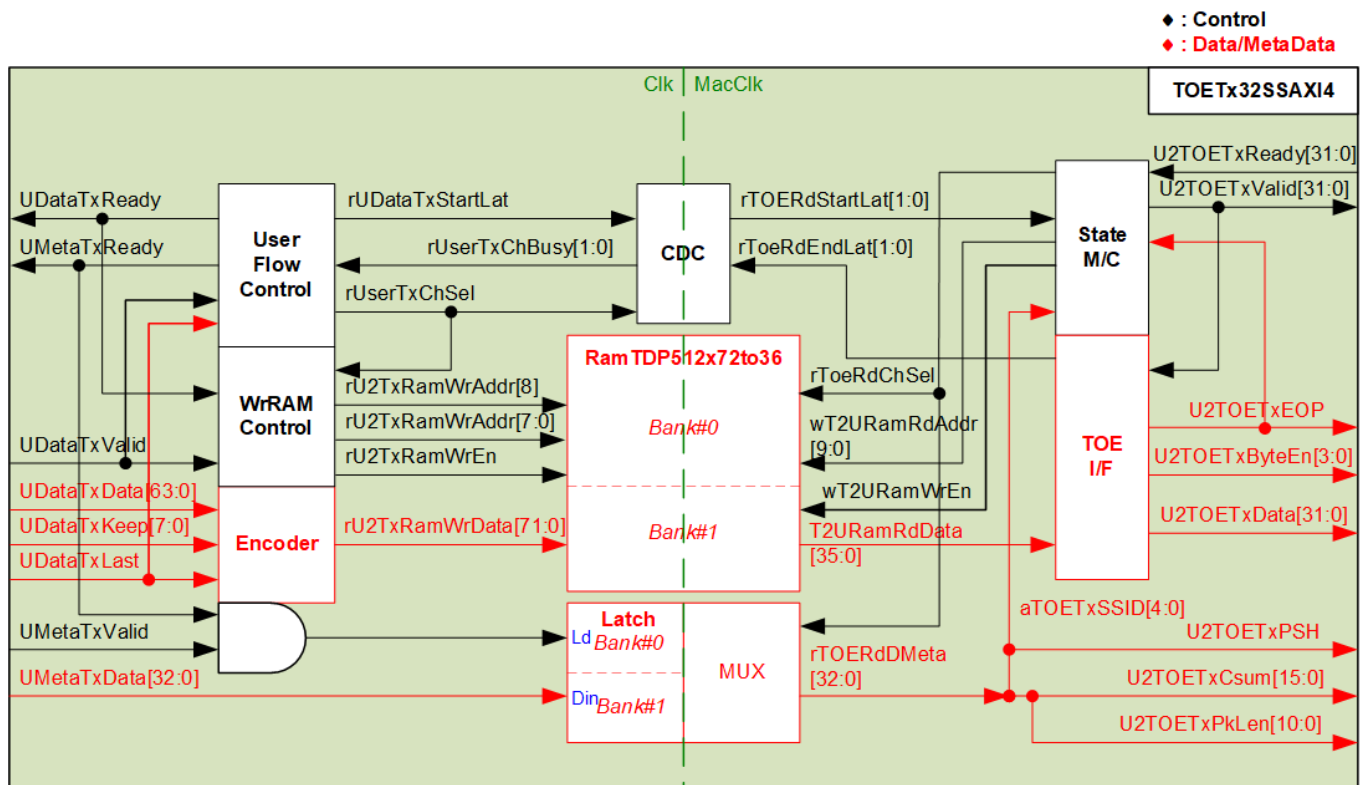 ♦ : Control
♦ : Data/MetaData
Clk
MacClk
TOETx32SSAXI4
UDataTxReady
UMetaTxReady
UDataTxValid
UDataTxData[63:0]
UDataTxKeep[7:0]
UDataTxLast
UMetaTxValid
UMetaTxData[32:0]
User
Flow
Control
WrRAM
Control
Encoder
rUDataTxStartLat
rUserTxChBusy[1:0]
rUserTxChSel
rU2TxRamWrAddr[8]
rU2TxRamWrAddr[7:0]
rU2TxRamWrEn
rU2TxRamWrData[71:0]
CDC
RamTDP512x72to36
Bank#0
Bank#1
Latch
Ld
Bank#0
Din
Bank#1
MUX
rTOERdStartLat[1:0]
rToeRdEndLat[1:0]
rToeRdChSel
wT2URamRdAddr
[9:0]
wT2URamWrEn
T2URamRdData
[35:0]
rTOERdDMeta
[32:0]
State
M/C
TOE
I/F
aTOETxSSID[4:0]
U2TOETxReady[31:0]
U2TOETxValid[31:0]
U2TOETxEOP
U2TOETxByteEn[3:0]
U2TOETxData[31:0]
U2TOETxPSH
U2TOETxCsum[15:0]
U2TOETxPkLen[10:0]